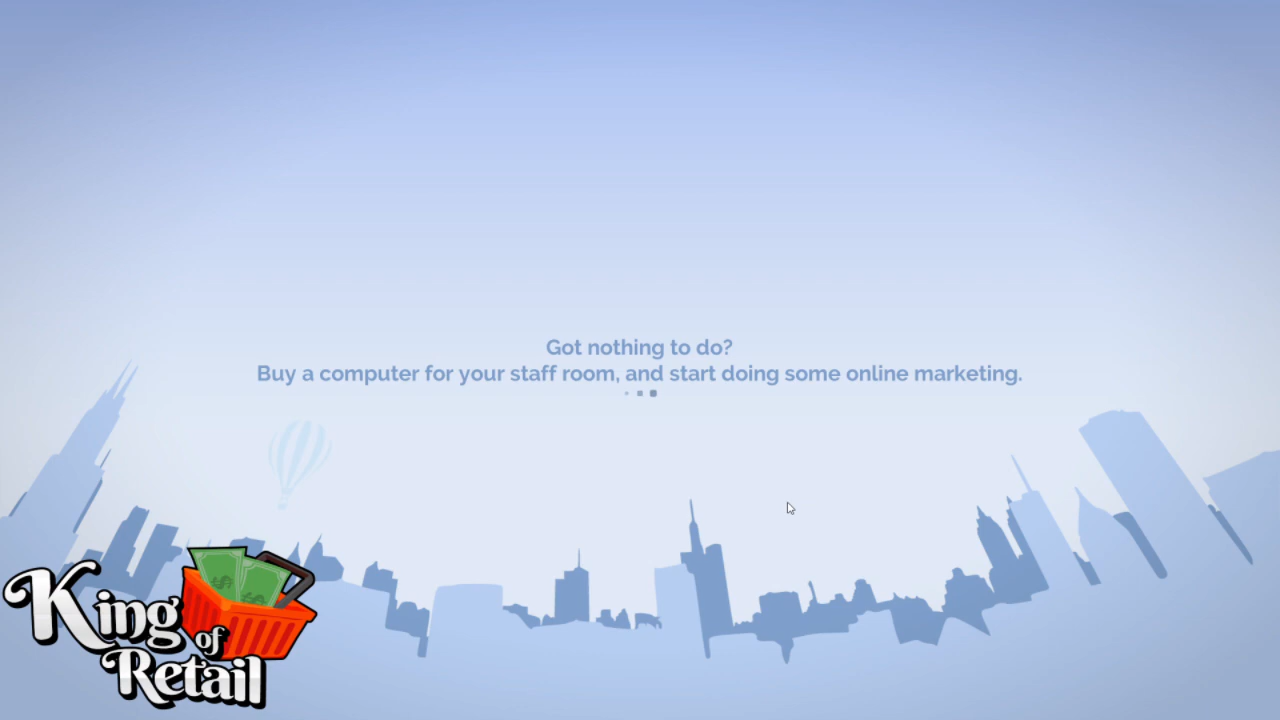 Got nothing to do?
Buy a computer for your staff room, and start doing some online marketing.
King
of
Retail